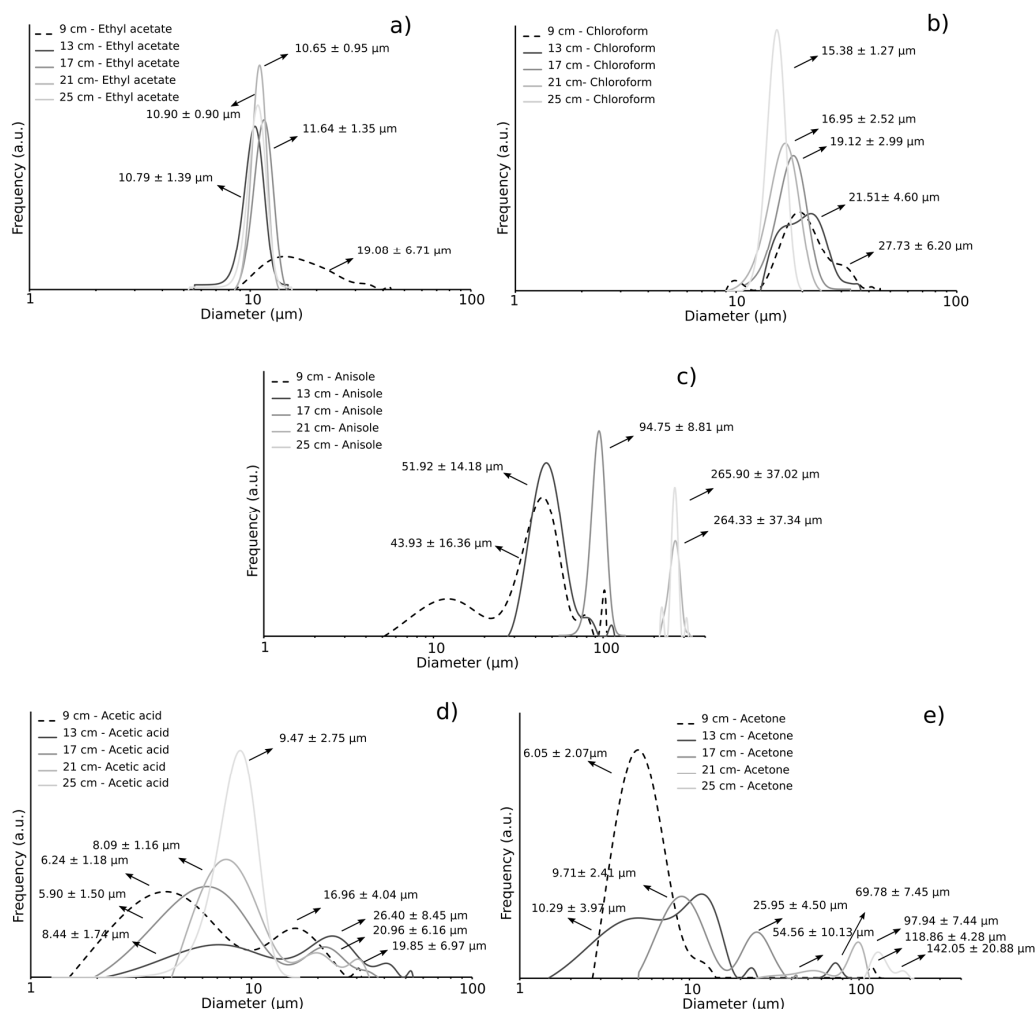 a)
9 cm - Ethyl acetate
13 cm - Ethyl acetate
17 cm - Ethyl acetate
21 cm- Ethyl acetate
25 cm - Ethyl acetate
10.65 ± 0.95 µm
10.90 ± 0.90 µm
11.64 ± 1.35 µm
10.79 ± 1.39 µm
19.08 ± 6.71 µm
Frequency (a.u.)
1
10
100
Diameter (µm)
b)
9 cm - Chloroform
13 cm - Chloroform
17 cm - Chloroform
21 cm- Chloroform
25 cm - Chloroform
15.38 ± 1.27 µm
16.95 ± 2.52 µm
19.12 ± 2.99 µm
21.51± 4.60 µm
27.73 ± 6.20 µm
Frequency (a.u.)
1
10
100
Diameter (µm)
c)
9 cm - Anisole
13 cm - Anisole
17 cm - Anisole
21 cm- Anisole
25 cm - Anisole
94.75 ± 8.81 µm
51.92 ± 14.18 µm
265.90 ± 37.02 µm
264.33 ± 37.34 µm
43.93 ± 16.36 µm
Frequency (a.u.)
1
10
100
Diameter (µm)
d)
9 cm - Acetic acid
13 cm - Acetic acid
17 cm - Acetic acid
21 cm- Acetic acid
25 cm - Acetic acid
9.47 ± 2.75 µm
8.09 ± 1.16 µm
6.24 ± 1.18 µm
5.90 ± 1.50 µm
16.96 ± 4.04 µm
26.40 ± 8.45 µm
8.44 ± 1.74 µm
20.96 ± 6.16 µm
19.85 ± 6.97 µm
Frequency (a.u.)
1
10
100
Diameter (µm)
e)
9 cm - Acetone
13 cm - Acetone
17 cm - Acetone
21 cm- Acetone
25 cm - Acetone
6.05 ± 2.07µm
9.71± 2.41 µm
10.29 ± 3.97 µm
25.95 ± 4.50 µm
69.78 ± 7.45 µm
54.56 ± 10.13 µm
97.94 ± 7.44 µm
118.86 ± 4.28 µm
142.05 ± 20.88 µm
Frequency (a.u.)
1
10
100
Diameter (µm)